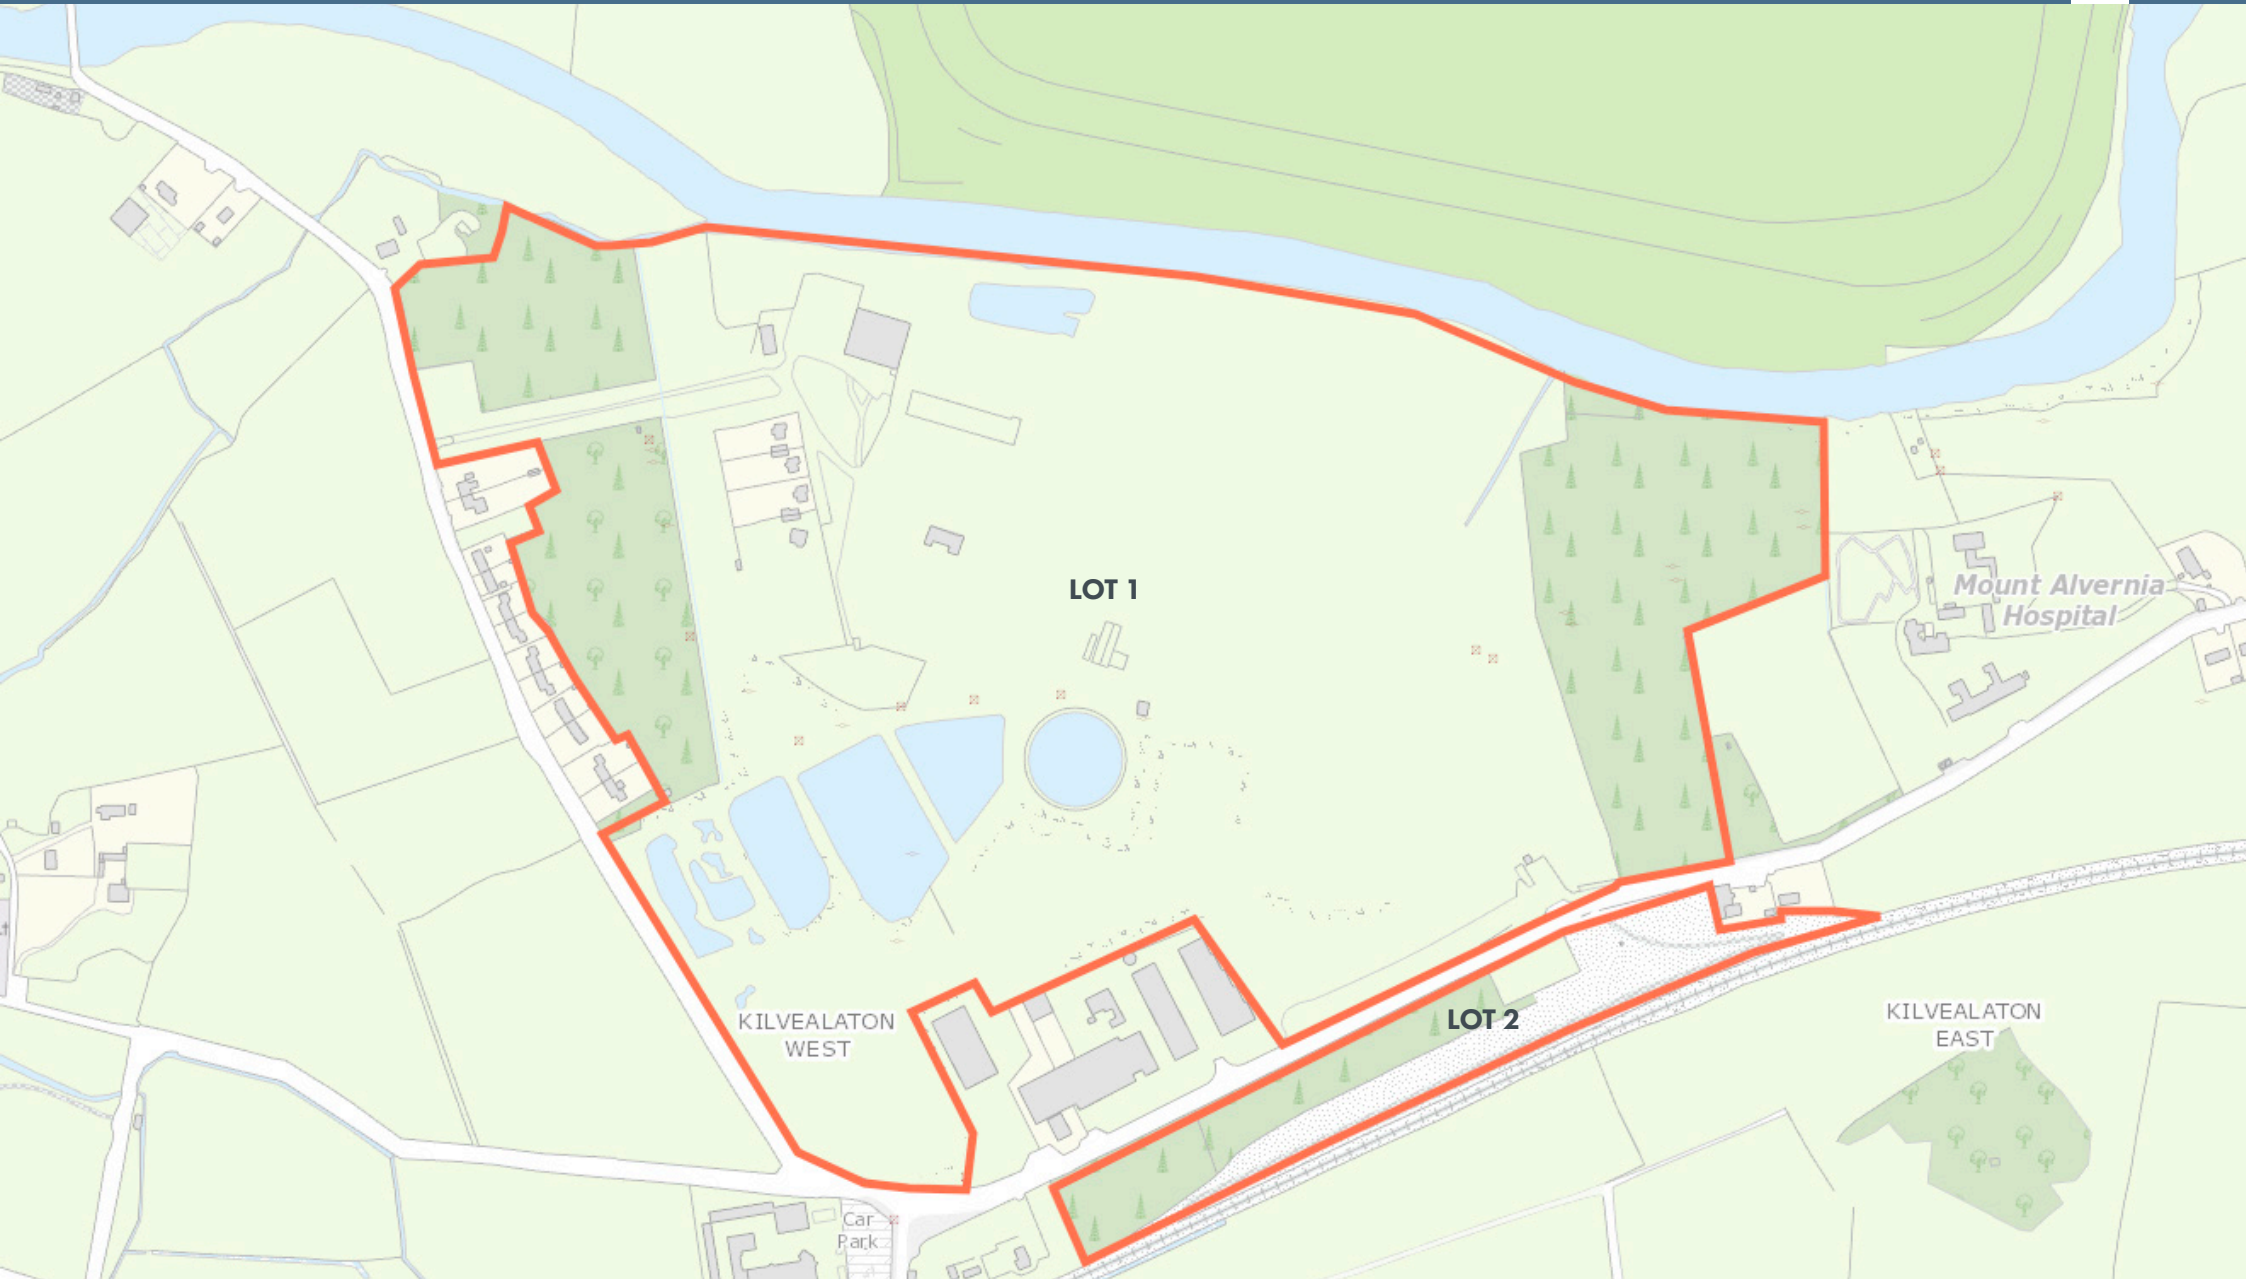 LOT 1
Mount Alvernia
Hospital
KILVEALATON
WEST
LOT 2
KILVEALATON
EAST
Car
Park